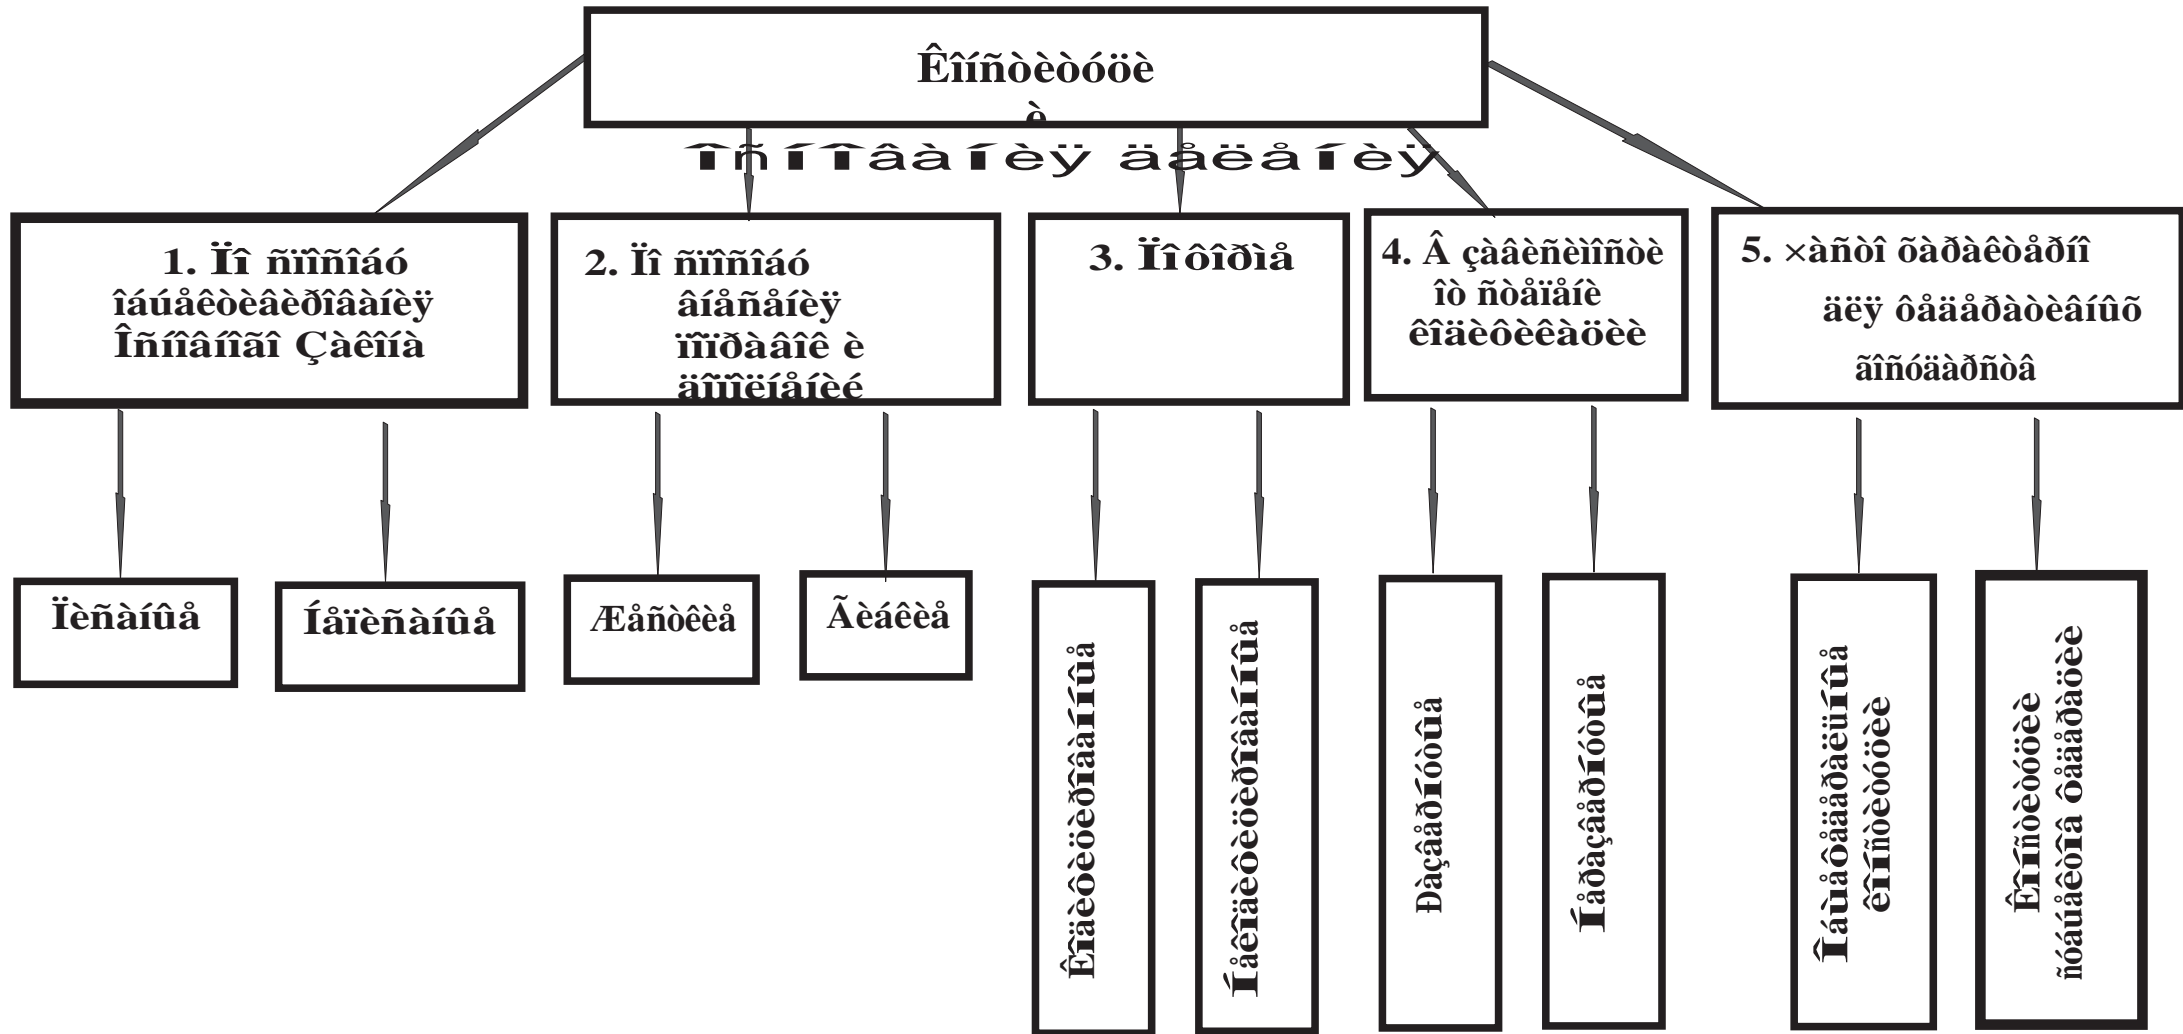 Êîíñòèòóöè
è
îñíîâàíèÿ äåëåíèÿ
1. Ïî ñïîñîáó
îáúåêòèâèðîâàíèÿ
Îñíîâíîãî Çàêîíà
2. Ïî ñïîñîáó
âíåñåíèÿ
ïîïðàâîê è
äîïîëíåíèé
3. Ïî ôîðìå
4. Â çàâèñèìîñòè
îò ñòåïåíè
êîäèôèêàöèè
5. ×àñòî õàðàêòåðíî
äëÿ ôåäåðàòèâíûõ
ãîñóäàðñòâ
Ïèñàíûå
Íåïèñàíûå
Æåñòêèå
Ãèáêèå
Êîäèôèöèðîâàííûå
Íåêîäèôèöèðîâàííûå
Ðàçâåðíóòûå
Íåðàçâåðíóòûå
Îáùåôåäåðàëüíûå
êîíñòèòóöèè
Êîíñòèòóöèè
ñóáúåêòîâ ôåäåðàöèè